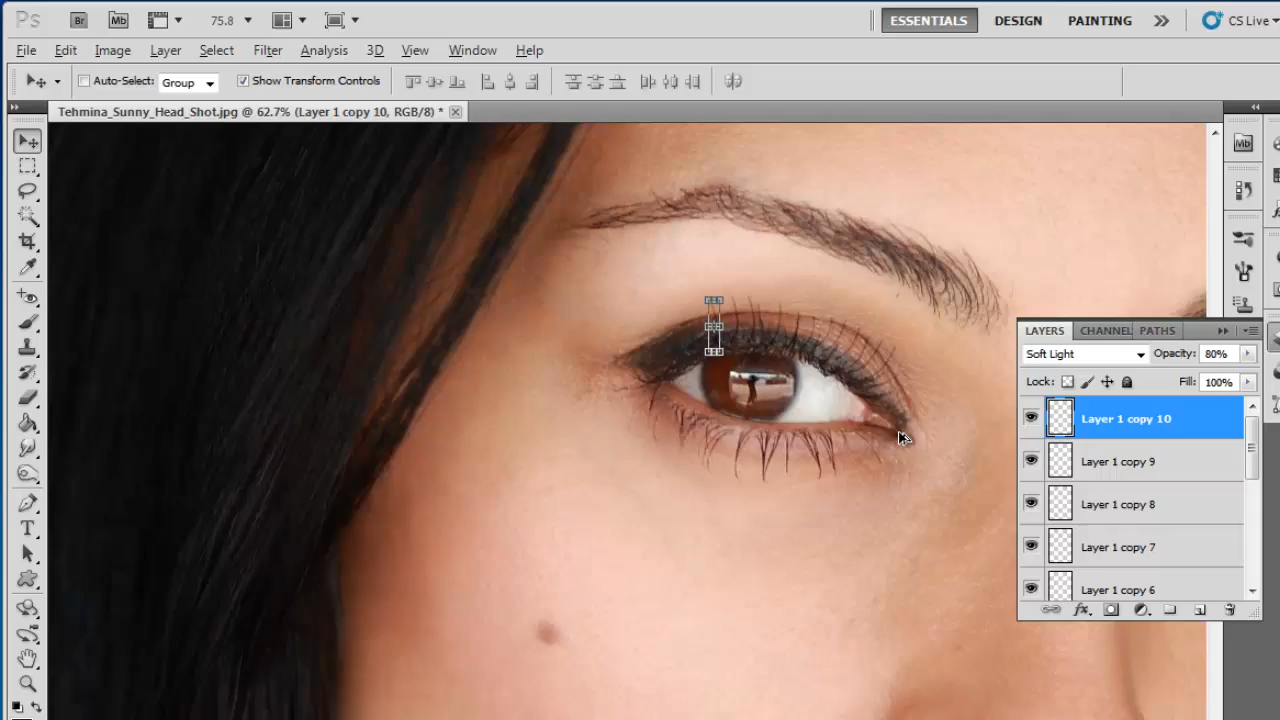 Ps Br Mb 75.8 ESSENTIALS DESIGN PAINTING CS Live
File Edit Image Layer Select Filter Analysis 3D View Window Help
Auto-Select: Group Show Transform Controls
Tehmina_Sunny_Head_Shot.jpg @ 62.7% (Layer 1 copy 10, RGB/8) *
Mb
LAYERS CHANNEL PATHS
Soft Light Opacity: 80%
Lock: Fill: 100%
Layer 1 copy 10
Layer 1 copy 9
Layer 1 copy 8
Layer 1 copy 7
Layer 1 copy 6